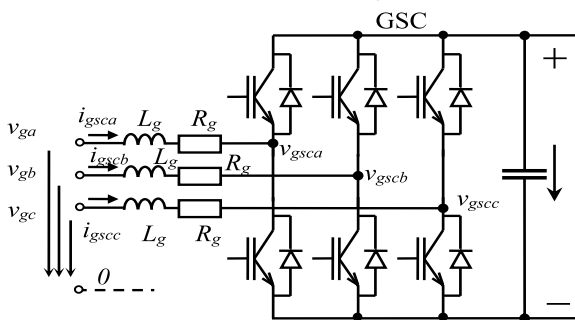 GSC
+
i_gsca L_g R_g
v_ga
v_gsca
i_gscb L_g R_g
v_gb
v_gscb
v_gc
v_gscc
i_gscc L_g R_g
0
—